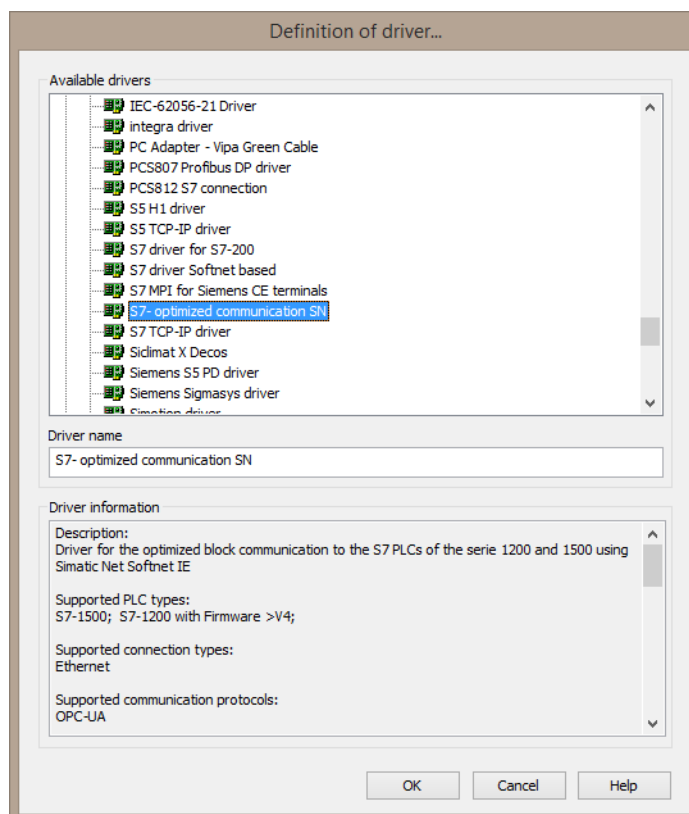 Definition of driver...
Available drivers
IEC-62056-21 Driver
integra driver
PC Adapter - Vipa Green Cable
PCS807 Profibus DP driver
PCS812 S7 connection
S5 H1 driver
S5 TCP-IP driver
S7 driver for S7-200
S7 driver Softnet based
S7 MPI for Siemens CE terminals
S7- optimized communication SN
S7 TCP-IP driver
Siclimat X Decos
Siemens S5 PD driver
Siemens Sigmasys driver
Simotion driver
Driver name
S7- optimized communication SN
Driver information
Description:
Driver for the optimized block communication to the S7 PLCs of the serie 1200 and 1500 using
Simatic Net Softnet IE
Supported PLC types:
S7-1500; S7-1200 with Firmware >V4;
Supported connection types:
Ethernet
Supported communication protocols:
OPC-UA
OK
Cancel
Help